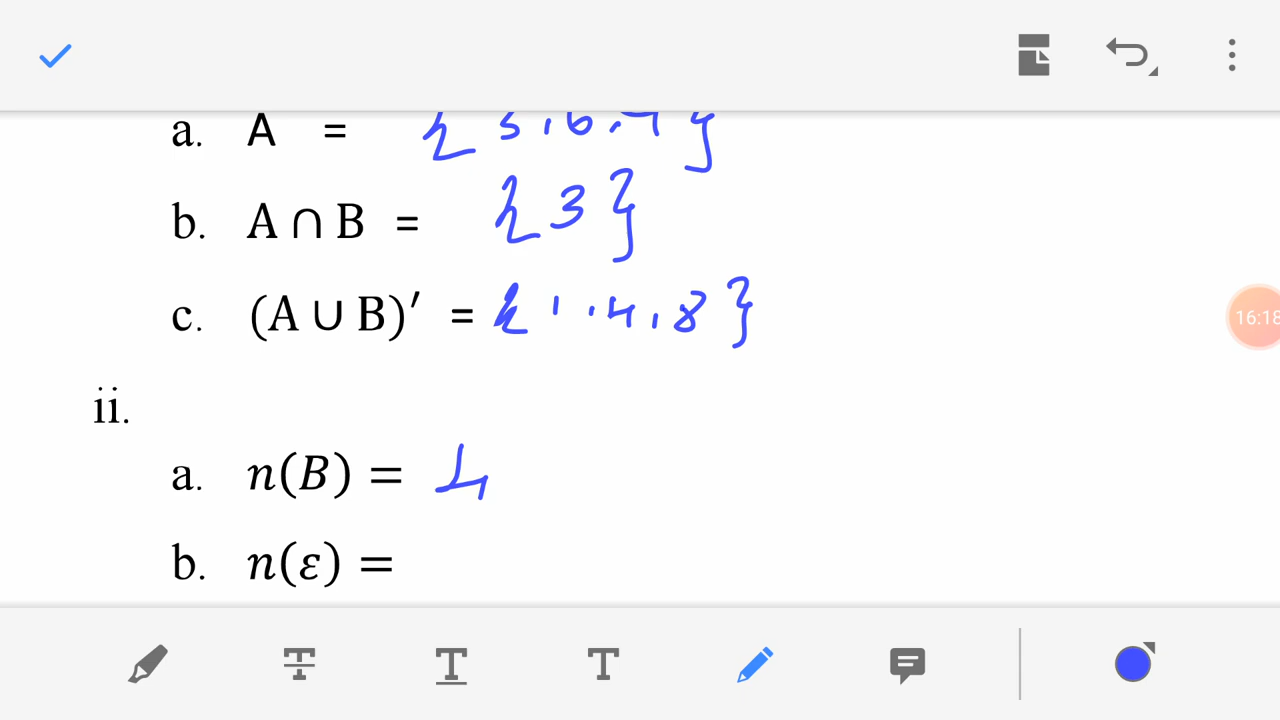 a. A = { 3, 6, 9 }
b. A ∩ B = { 3 }
c. (A ∪ B)′ = { 1, 4, 8 }
16:18
ii.
a. n(B) = 4
b. n(ε) =
T T T